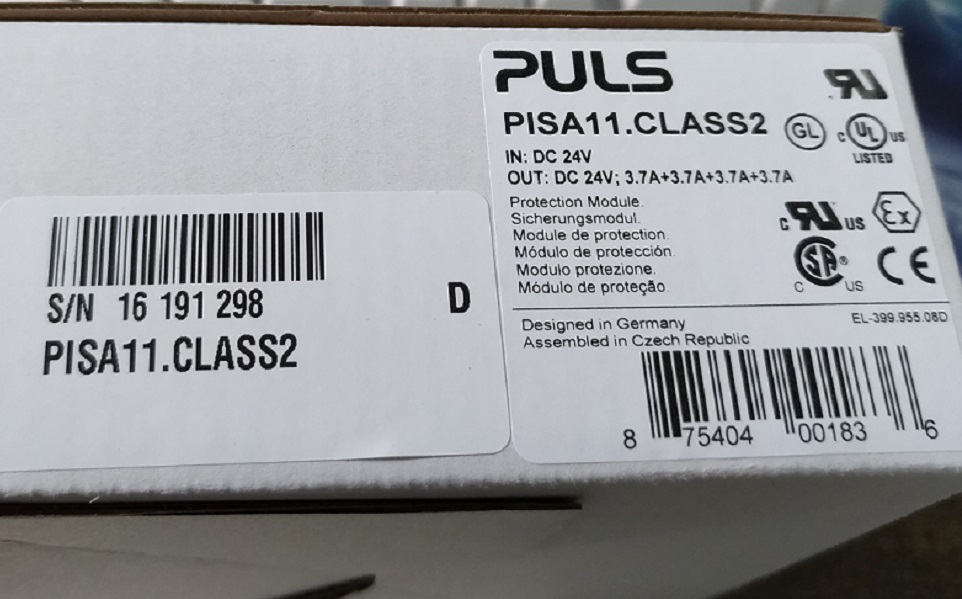 S/N 16 191 298
PISA11.CLASS2
D
PULS
PISA11.CLASS2
IN: DC 24V
OUT: DC 24V; 3.7A+3.7A+3.7A+3.7A
Protection Module.
Sicherungsmodul.
Module de protection.
Módulo de protección.
Modulo protezione.
Módulo de proteção.
GL
C UL US
LISTED
C RU US
Ex
SA
C US
CE
Designed in Germany
EL-399.955.08D
Assembled in Czech Republic
8 75404 00183 6